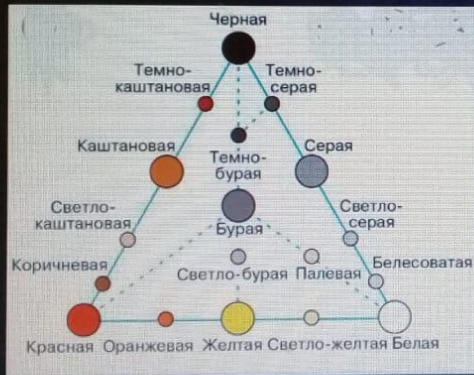 Черная
Темно-
каштановая
Темно-
серая
Каштановая
Темно-
бурая
Серая
Светло-
каштановая
Бурая
Светло-
серая
Коричневая
Светло-бурая
Палевая
Белесоватая
Красная
Оранжевая
Желтая
Светло-желтая
Белая